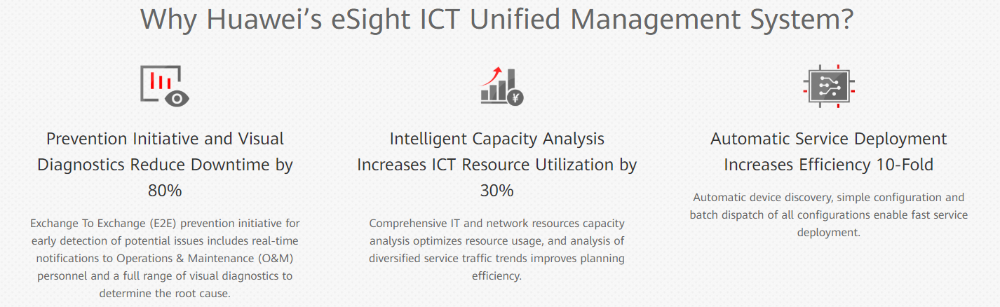 Why Huawei’s eSight ICT Unified Management System?
¥
Prevention Initiative and Visual
Diagnostics Reduce Downtime by
80%
Exchange To Exchange (E2E) prevention initiative for
early detection of potential issues includes real-time
notifications to Operations & Maintenance (O&M)
personnel and a full range of visual diagnostics to
determine the root cause.
Intelligent Capacity Analysis
Increases ICT Resource Utilization by
30%
Comprehensive IT and network resources capacity
analysis optimizes resource usage, and analysis of
diversified service traffic trends improves planning
efficiency.
Automatic Service Deployment
Increases Efficiency 10-Fold
Automatic device discovery, simple configuration and
batch dispatch of all configurations enable fast service
deployment.